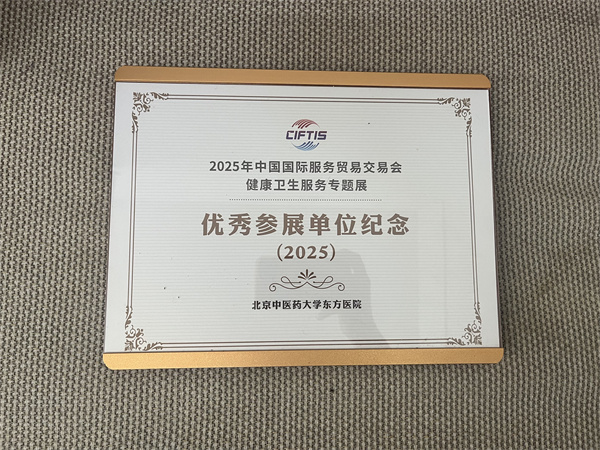 CIFTIS
2025年中国国际服务贸易交易会
健康卫生服务专题展
优秀参展单位纪念
(2025)
北京中医药大学东方医院